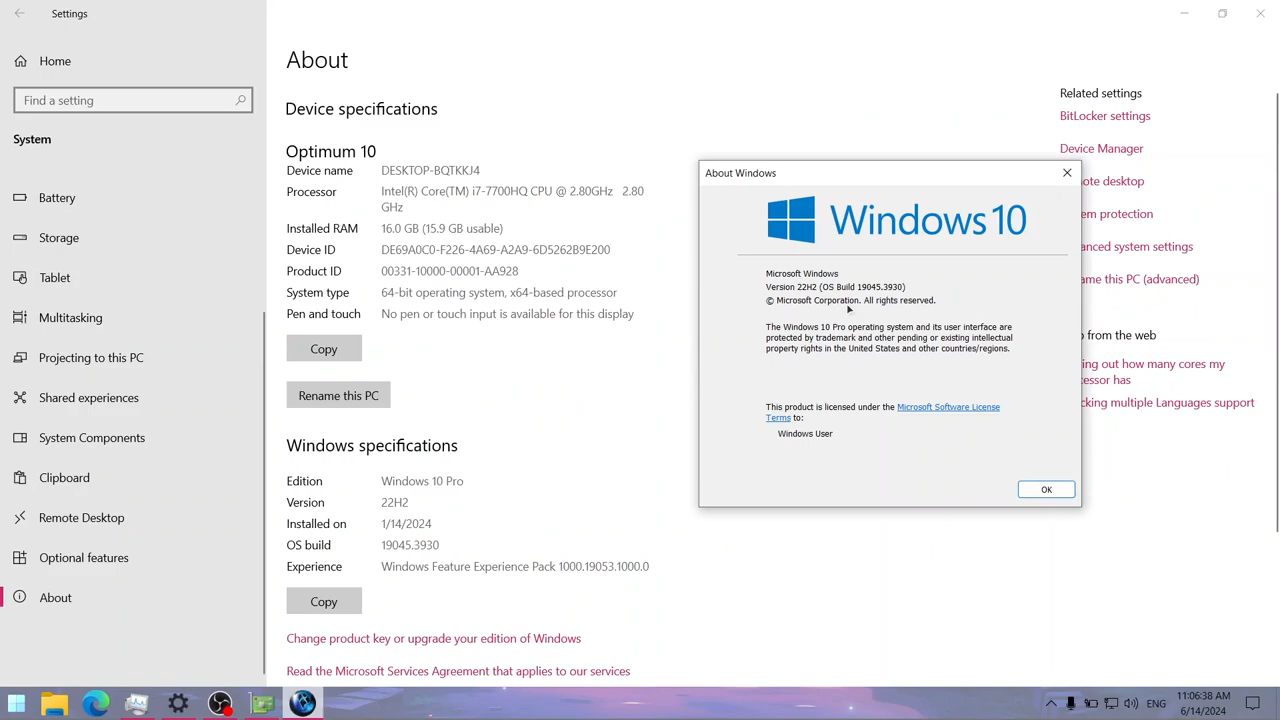 Settings
Home
Find a setting
System
Battery
Storage
Tablet
Multitasking
Projecting to this PC
Shared experiences
System Components
Clipboard
Remote Desktop
Optional features
About
About
Device specifications
Optimum 10
Device name DESKTOP-BQTKKJ4
Processor Intel(R) Core(TM) i7-7700HQ CPU @ 2.80GHz 2.80
GHz
Installed RAM 16.0 GB (15.9 GB usable)
Device ID DE69A0C0-F226-4A69-A2A9-6D5262B9E200
Product ID 00331-10000-00001-AA928
System type 64-bit operating system, x64-based processor
Pen and touch No pen or touch input is available for this display
Copy
Rename this PC
Windows specifications
Edition Windows 10 Pro
Version 22H2
Installed on 1/14/2024
OS build 19045.3930
Experience Windows Feature Experience Pack 1000.19053.1000.0
Copy
Change product key or upgrade your edition of Windows
Read the Microsoft Services Agreement that applies to our services
About Windows
Windows 10
Microsoft Windows
Version 22H2 (OS Build 19045.3930)
© Microsoft Corporation. All rights reserved.
The Windows 10 Pro operating system and its user interface are
protected by trademark and other pending or existing intellectual
property rights in the United States and other countries/regions.
This product is licensed under the Microsoft Software License
Terms to:
Windows User
OK
Related settings
BitLocker settings
Device Manager
desktop
protection
system settings
this PC (advanced)
from the web
out how many cores my
has
multiple Languages support
ENG
11:06:38 AM
6/14/2024